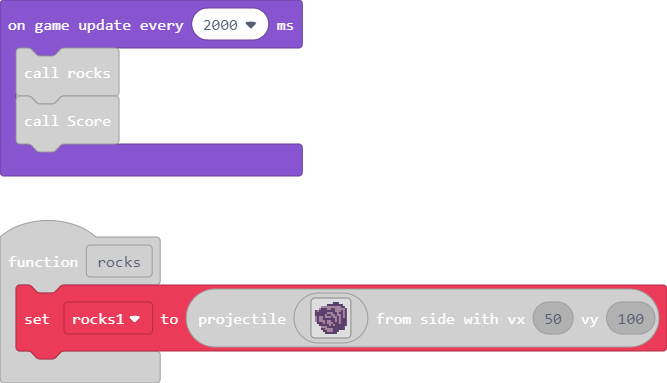 on game update every 2000 ms
call rocks
call Score
function rocks
set rocks1 to projectile from side with vx 50 vy 100